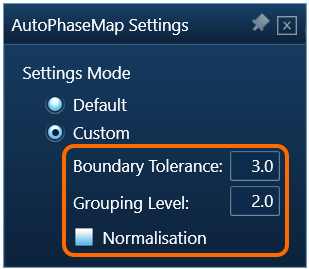 AutoPhaseMap Settings
Settings Mode
Default
Custom
Boundary Tolerance: 3.0
Grouping Level: 2.0
Normalisation